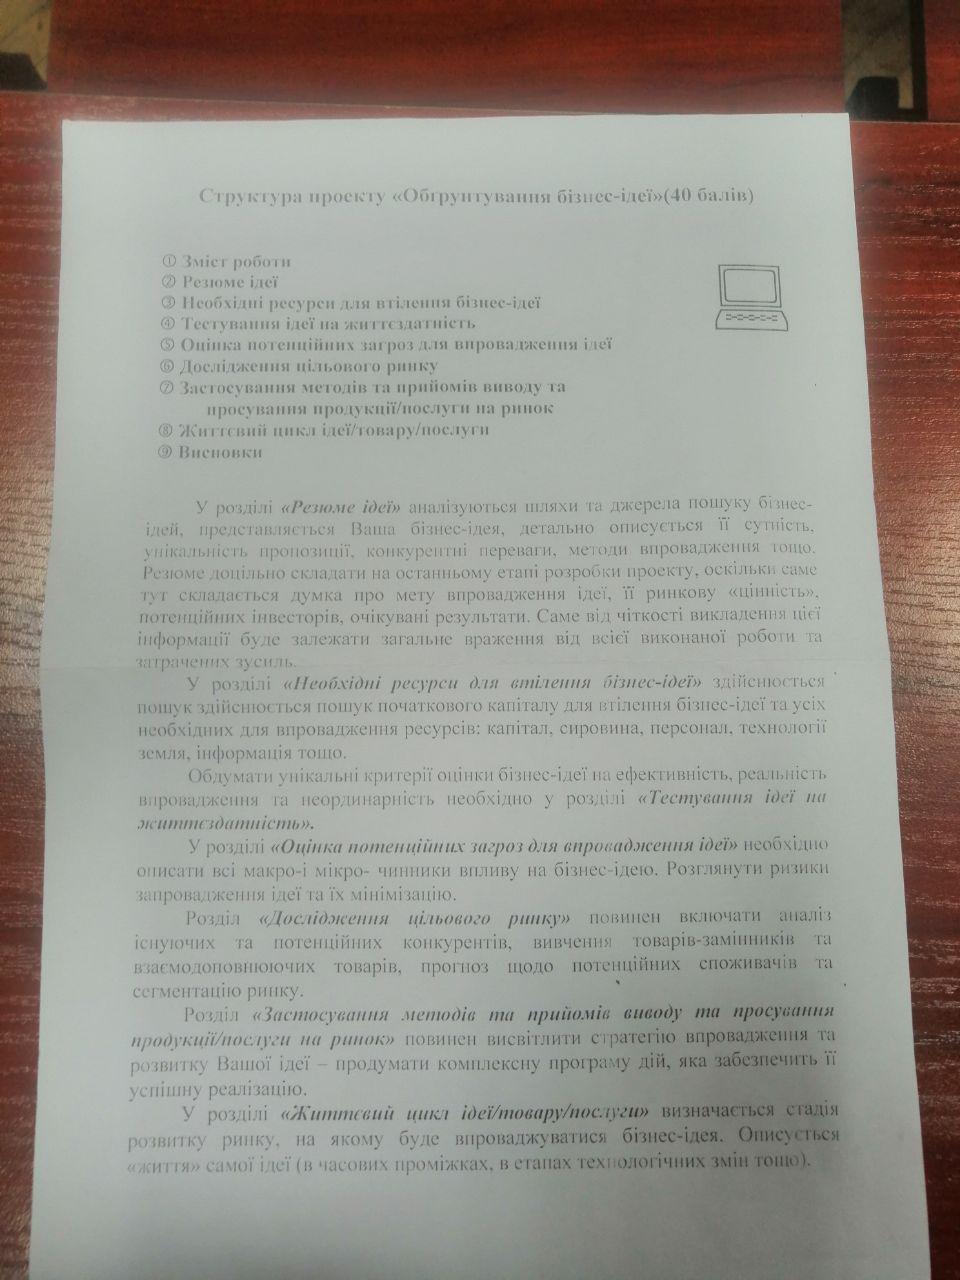 Структура проекту «Обґрунтування бізнес-ідеї»(40 балів)
① Зміст роботи
② Резюме ідеї
③ Необхідні ресурси для втілення бізнес-ідеї
④ Тестування ідеї на життєздатність
⑤ Оцінка потенційних загроз для впровадження ідеї
⑥ Дослідження цільового ринку
⑦ Застосування методів та прийомів виводу та
просування продукції/послуги на ринок
⑧ Життєвий цикл ідеї/товару/послуги
⑨ Висновки
У розділі «Резюме ідеї» аналізуються шляхи та джерела пошуку бізнес-
ідей, представляється Ваша бізнес-ідея, детально описується її сутність,
унікальність пропозиції, конкурентні переваги, методи впровадження тощо.
Резюме доцільно складати на останньому етапі розробки проекту, оскільки саме
тут складається думка про мету впровадження ідеї, її ринкову «цінність»,
потенційних інвесторів, очікувані результати. Саме від чіткості викладення цієї
інформації буде залежати загальне враження від всієї виконаної роботи та
затрачених зусиль.
У розділі «Необхідні ресурси для втілення бізнес-ідеї» здійснюється
пошук здійснюється пошук початкового капіталу для втілення бізнес-ідеї та усіх
необхідних для впровадження ресурсів: капітал, сировина, персонал, технології
земля, інформація тощо.
Обдумати унікальні критерії оцінки бізнес-ідеї на ефективність, реальність
впровадження та неординарність необхідно у розділі «Тестування ідеї на
життєздатність».
У розділі «Оцінка потенційних загроз для впровадження ідеї» необхідно
описати всі макро-і мікро- чинники впливу на бізнес-ідею. Розглянути ризики
запровадження ідеї та їх мінімізацію.
Розділ «Дослідження цільового ринку» повинен включати аналіз
існуючих та потенційних конкурентів, вивчення товарів-замінників та
взаємодоповнюючих товарів, прогноз щодо потенційних споживачів та
сегментацію ринку.
Розділ «Застосування методів та прийомів виводу та просування
продукції/послуги на ринок» повинен висвітлити стратегію впровадження та
розвитку Вашої ідеї – продумати комплексну програму дій, яка забезпечить її
успішну реалізацію.
У розділі «Життєвий цикл ідеї/товару/послуги» визначається стадія
розвитку ринку, на якому буде впроваджуватися бізнес-ідея. Описується
«життя» самої ідеї (в часових проміжках, в етапах технологічних змін тощо).